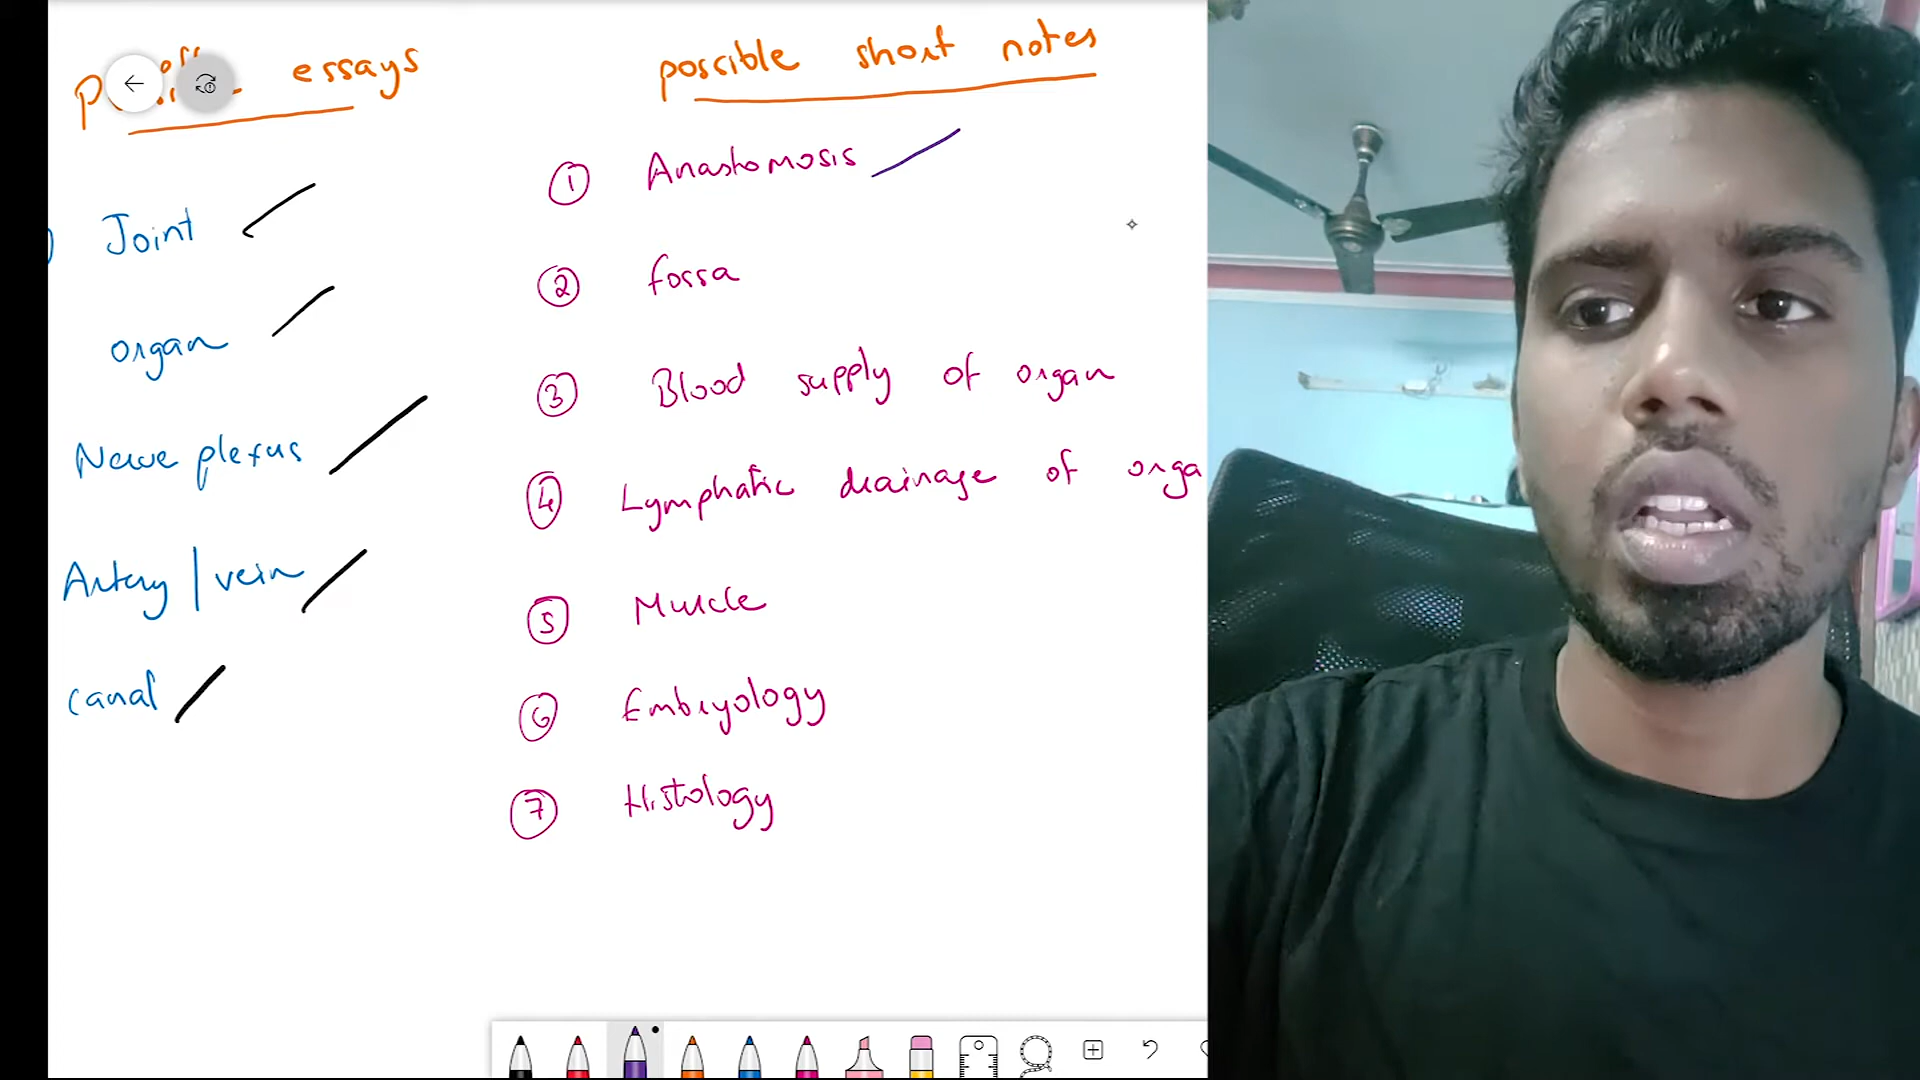 essays
possible short notes
Joint
organ
Nerve plexus
Artery | vein
canal
1 Anastomosis
2 fossa
3 Blood supply of organ
4 Lymphatic drainage of orga
5 Muscle
6 Embryology
7 Histology